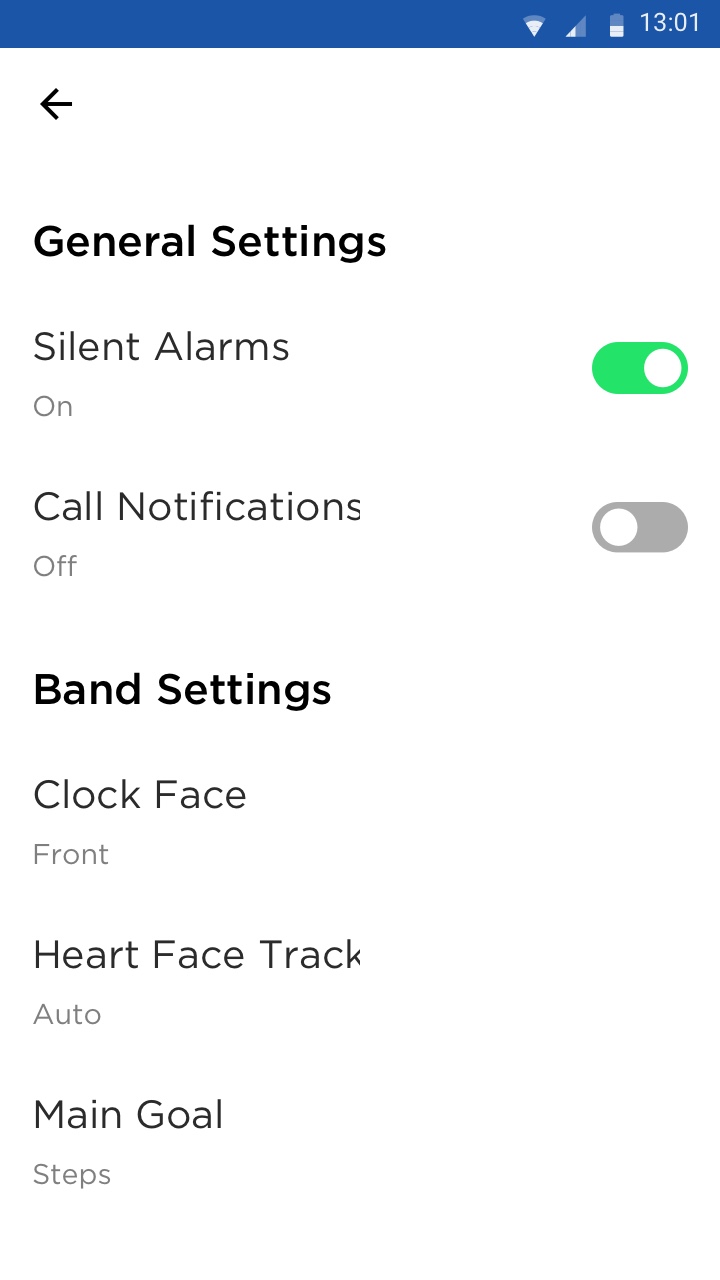 13:01
General Settings
Silent Alarms
On
Call Notifications
Off
Band Settings
Clock Face
Front
Heart Face Track
Auto
Main Goal
Steps